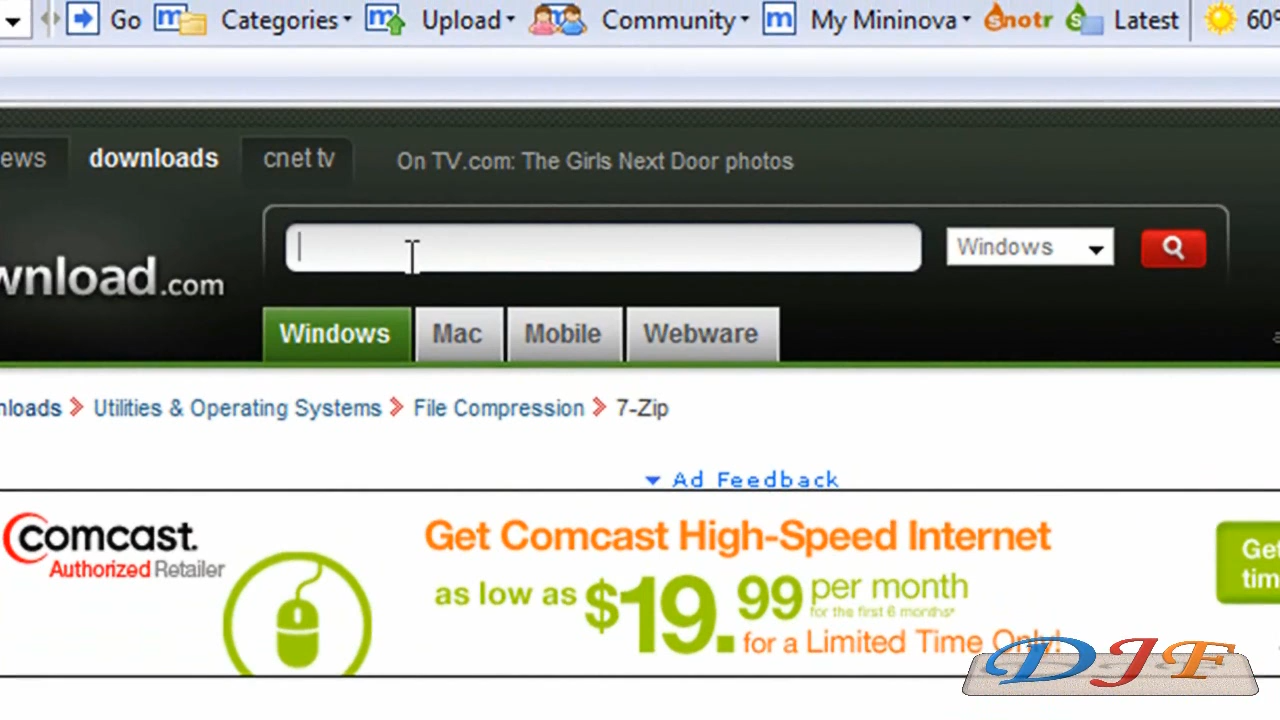 Go Categories Upload Community m My Mininova snotr Latest 60°
ews downloads cnet tv On TV.com: The Girls Next Door photos
Windows
wnload.com
Windows Mac Mobile Webware
nloads Utilities & Operating Systems File Compression 7-Zip
Ad Feedback
comcast.
Authorized Retailer
Get Comcast High-Speed Internet
as low as $19.99 per month
for the first 6 months*
for a Limited Time Only!
Get
tim
DJF